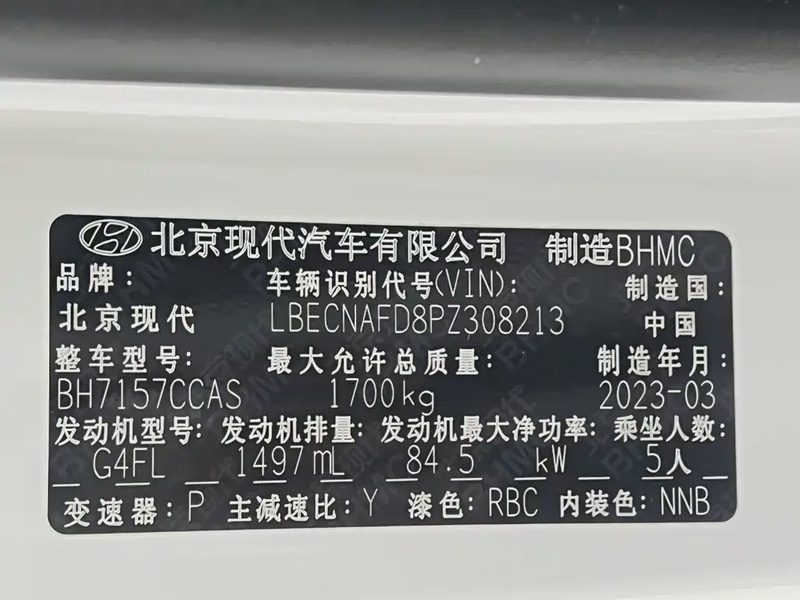 北京现代汽车有限公司 制造BHMC
品牌: 车辆识别代号(VIN): 制造国:
北京现代 LBECNAFD8PZ308213 中国
整车型号: 最大允许总质量: 制造年月:
BH7157CCAS 1700kg 2023-03
发动机型号: 发动机排量: 发动机最大净功率: 乘坐人数:
G4FL 1497mL 84.5 kW 5人
变速器: P 主减速比: Y 漆色: RBC 内装色: NNB